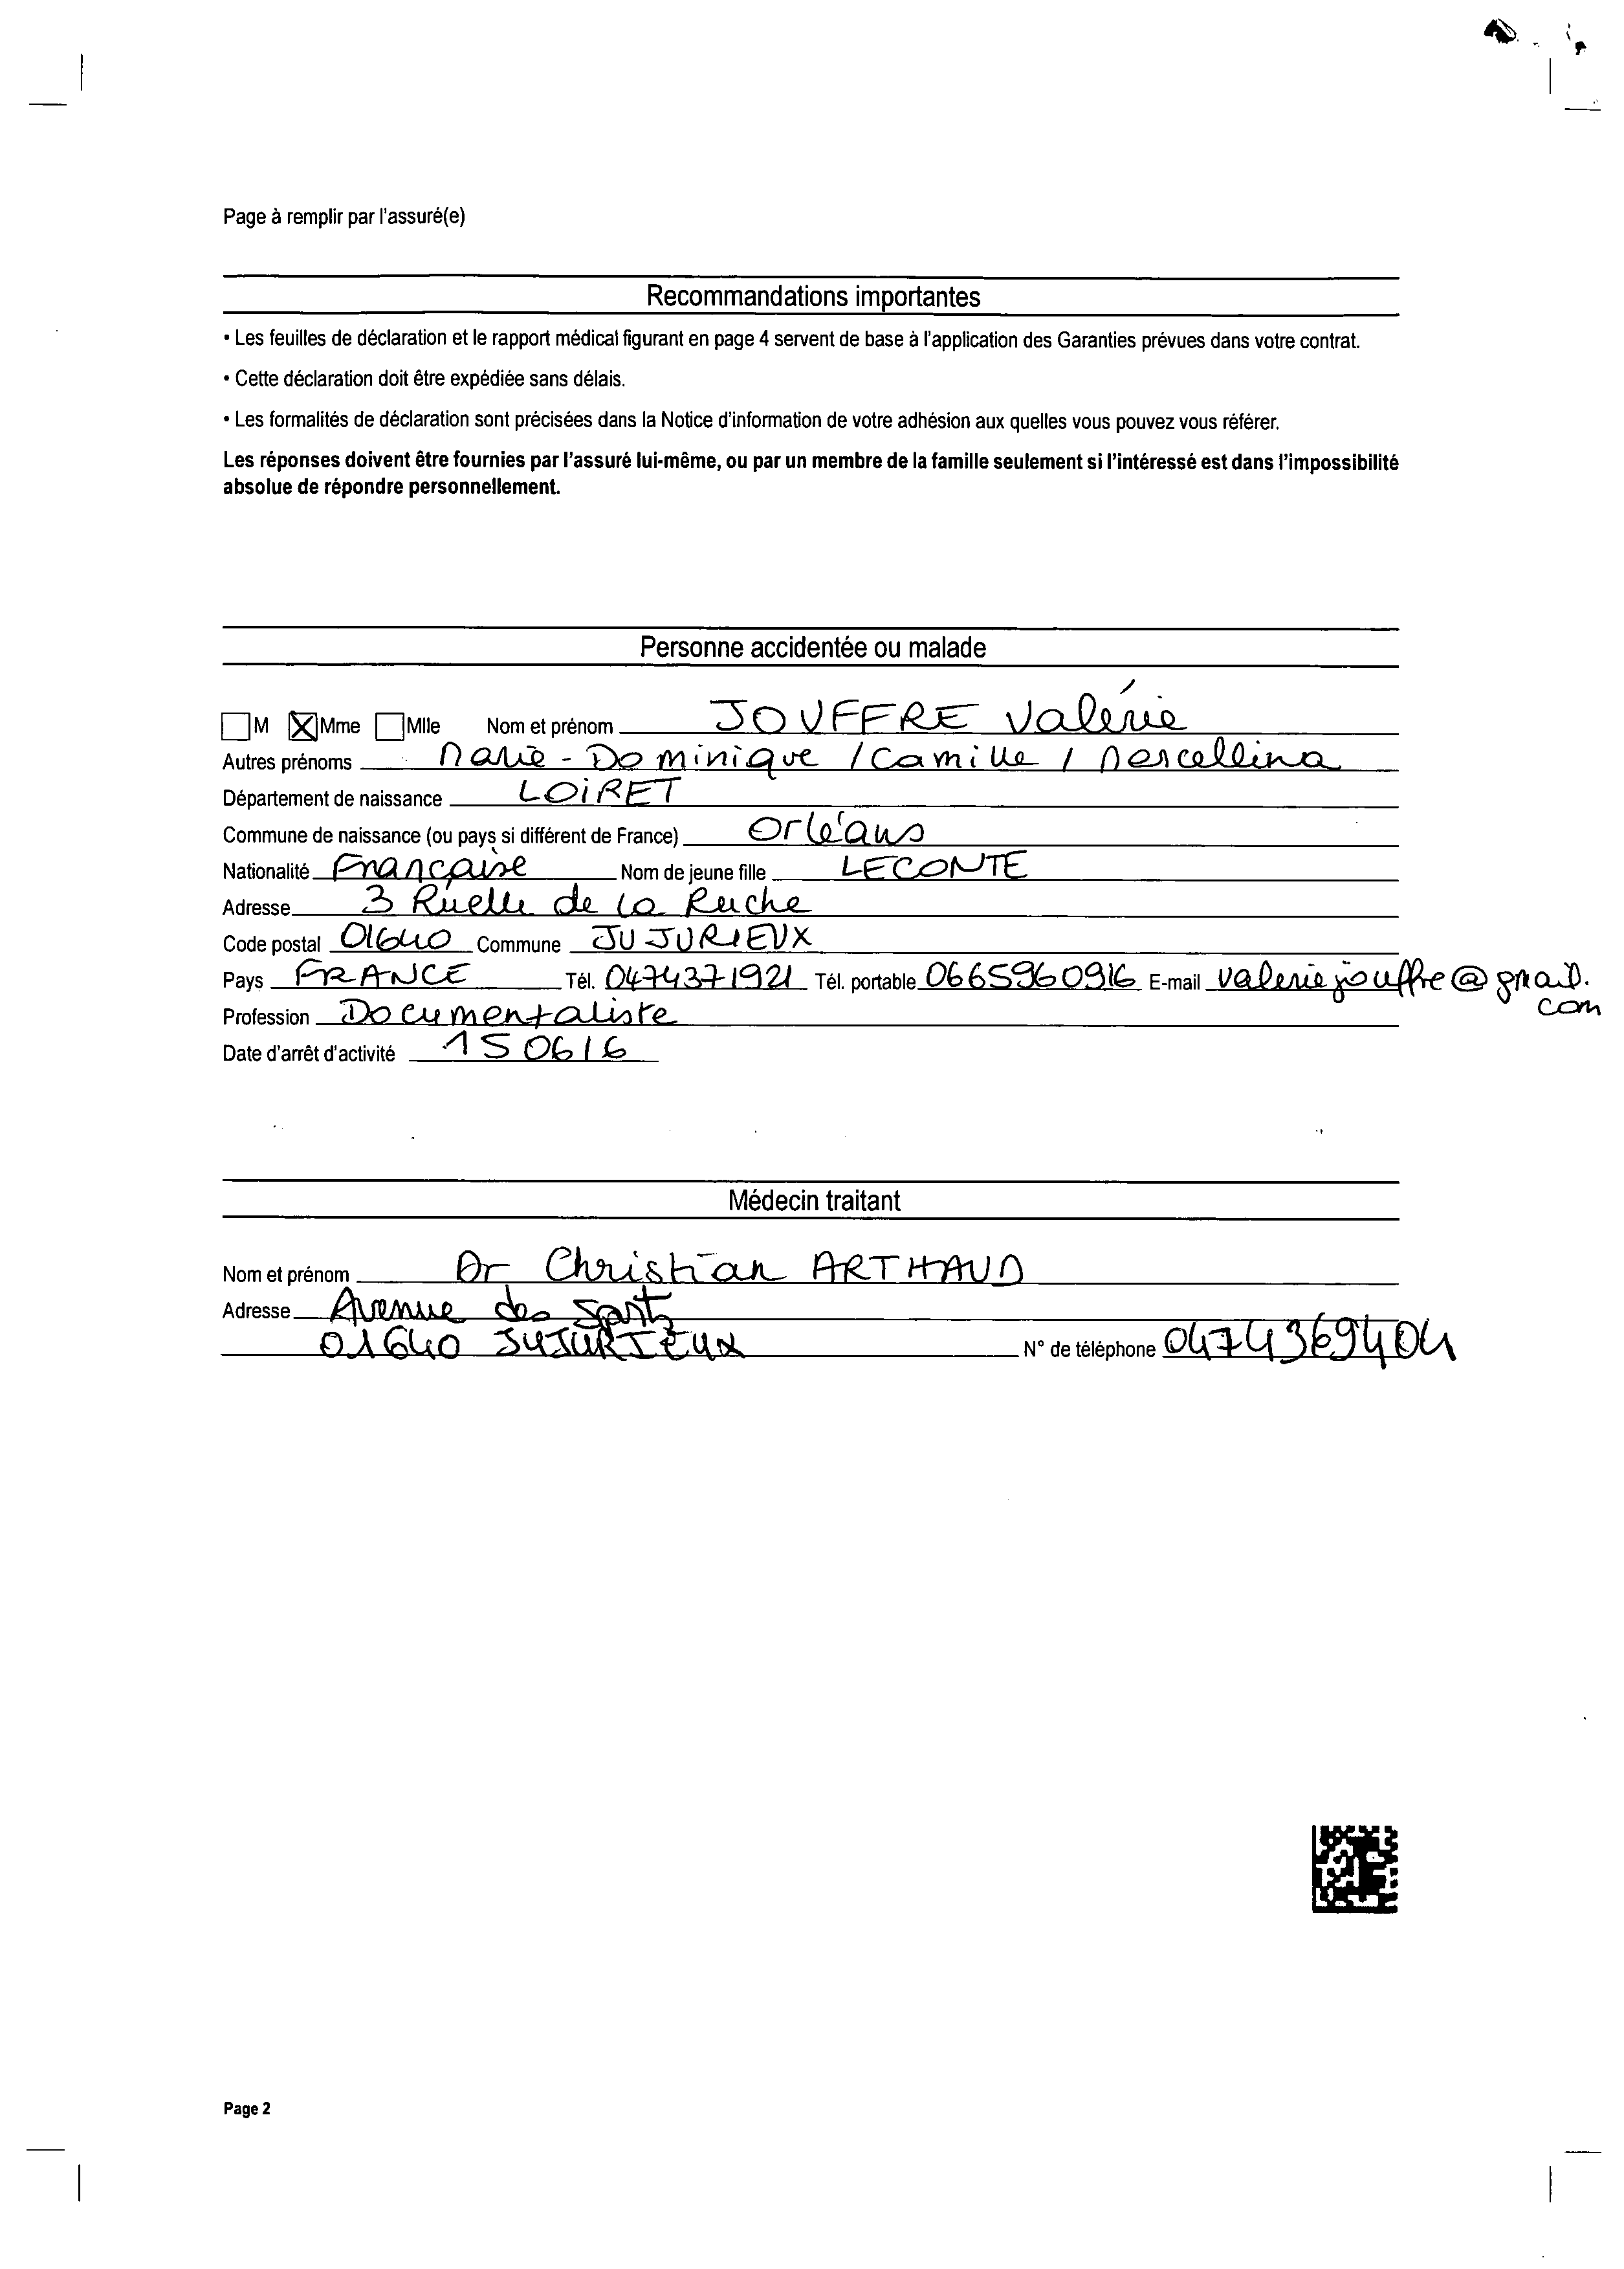 Page à remplir par l'assuré(e)
Recommandations importantes
• Les feuilles de déclaration et le rapport médical figurant en page 4 servent de base à l'application des Garanties prévues dans votre contrat.
• Cette déclaration doit être expédiée sans délais.
• Les formalités de déclaration sont précisées dans la Notice d'information de votre adhésion aux quelles vous pouvez vous référer.
Les réponses doivent être fournies par l'assuré lui-même, ou par un membre de la famille seulement si l'intéressé est dans l'impossibilité
absolue de répondre personnellement.
Personne accidentée ou malade
M X Mme Mlle Nom et prénom JOUFFRE Valérie
Autres prénoms Marie-Dominique / Camille / Mercellina
Département de naissance LOIRET
Commune de naissance (ou pays si différent de France) Orléans
Nationalité Française Nom de jeune fille LECONTE
Adresse 3 Ruelle de la Ruche
Code postal 01640 Commune JUJURIEUX
Pays FRANCE Tél. 0474371921 Tél. portable 0665960916 E-mail valeriejouffre@gmail.
com
Profession Documentaliste
Date d'arrêt d'activité 150616
Médecin traitant
Nom et prénom Dr Christian ARTHAUD
Adresse Avenue des Sports
01640 JUJURIEUX N° de téléphone 0474369404
Page 2